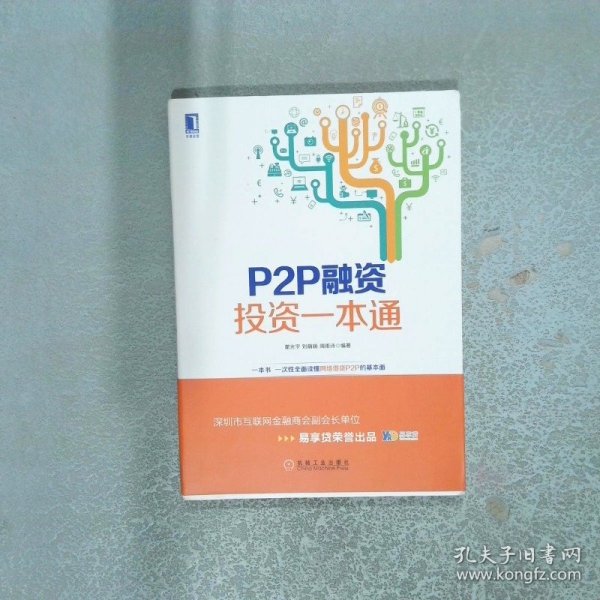 P2P融资
投资一本通
一本书 一次性全面读懂网络借贷P2P的基本面
深圳市互联网金融商会副会长单位
>>> 易享贷荣誉出品
机械工业出版社
China Machine Press
孔夫子旧书网
www.kongfz.com